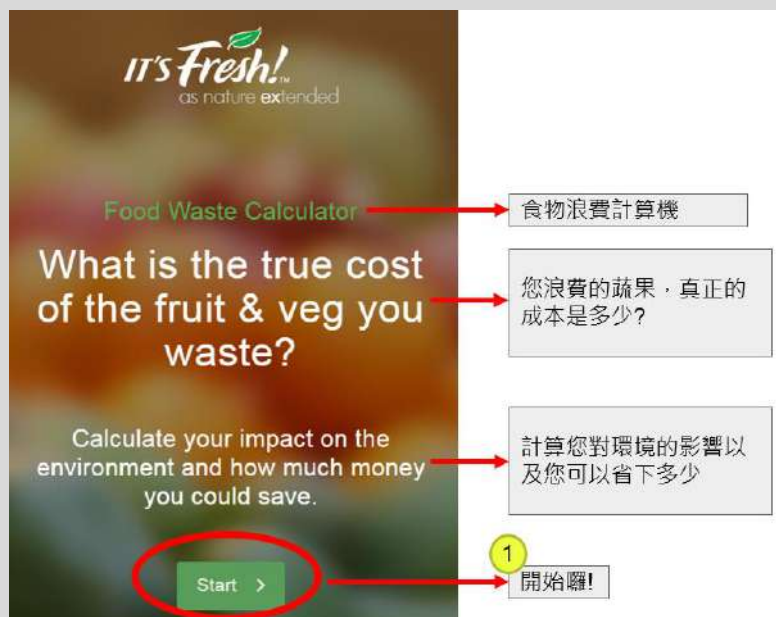 IT'S Fresh!™
as nature extended
Food Waste Calculator
食物浪費計算機
What is the true cost
of the fruit & veg you
waste?
您浪費的蔬果，真正的
成本是多少?
Calculate your impact on the
environment and how much money
you could save.
計算您對環境的影響以
及您可以省下多少
Start >
1
開始囉!